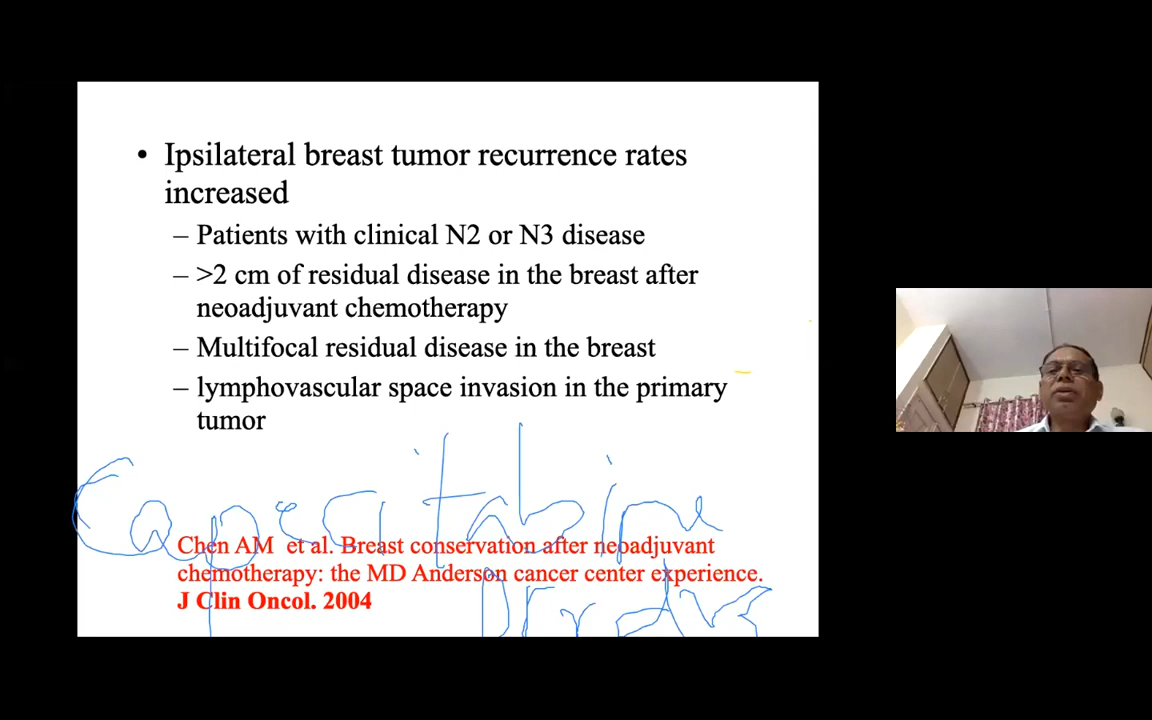 • Ipsilateral breast tumor recurrence rates
increased
– Patients with clinical N2 or N3 disease
– >2 cm of residual disease in the breast after
neoadjuvant chemotherapy
– Multifocal residual disease in the breast
– lymphovascular space invasion in the primary
tumor
Capecitabine
Chen AM et al. Breast conservation after neoadjuvant
chemotherapy: the MD Anderson cancer center experience.
J Clin Oncol. 2004